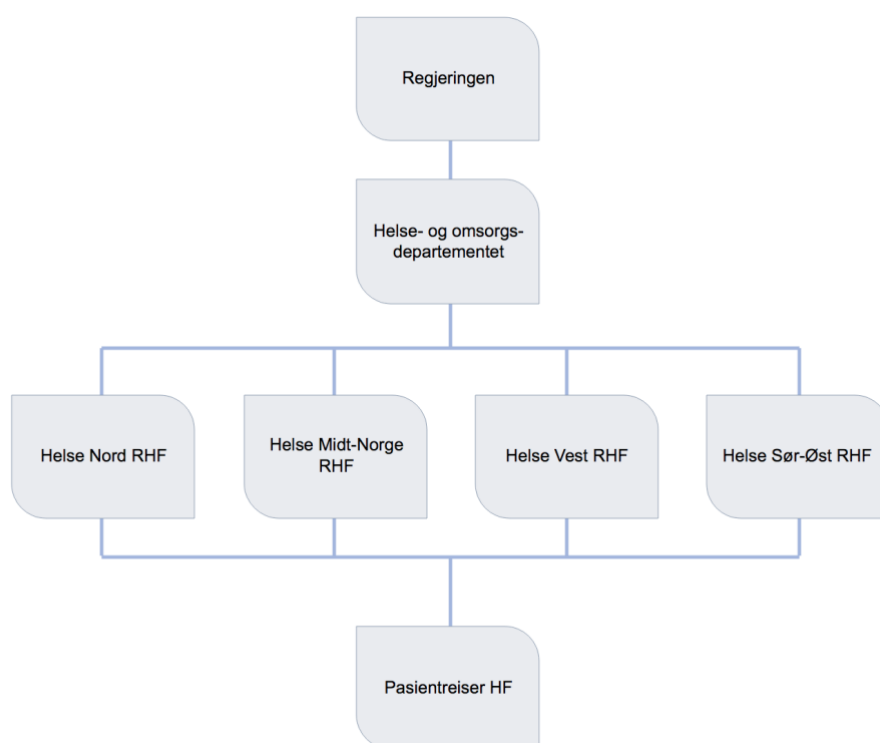 Regjeringen
Helse- og omsorgs-
departementet
Helse Nord RHF
Helse Midt-Norge
RHF
Helse Vest RHF
Helse Sør-Øst RHF
Pasientreiser HF